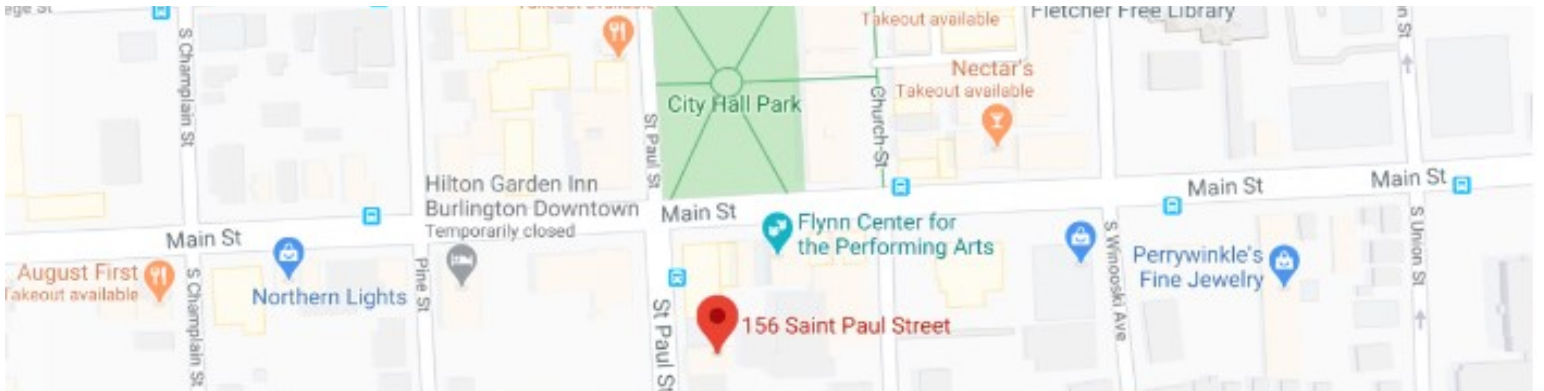 ege St
Takeout available
S Champlain St
St Paul St
City Hall Park
Takeout available
Church St
Nectar's
Takeout available
Fletcher Free Library
n St
Hilton Garden Inn
Burlington Downtown
Temporarily closed
Main St
Main St
Main St
Main St
Flynn Center for
the Performing Arts
August First
Takeout available
S Champlain St
Northern Lights
Pine St
St Paul St
156 Saint Paul Street
S Winooski Ave
Perrywinkle's
Fine Jewelry
S Union St